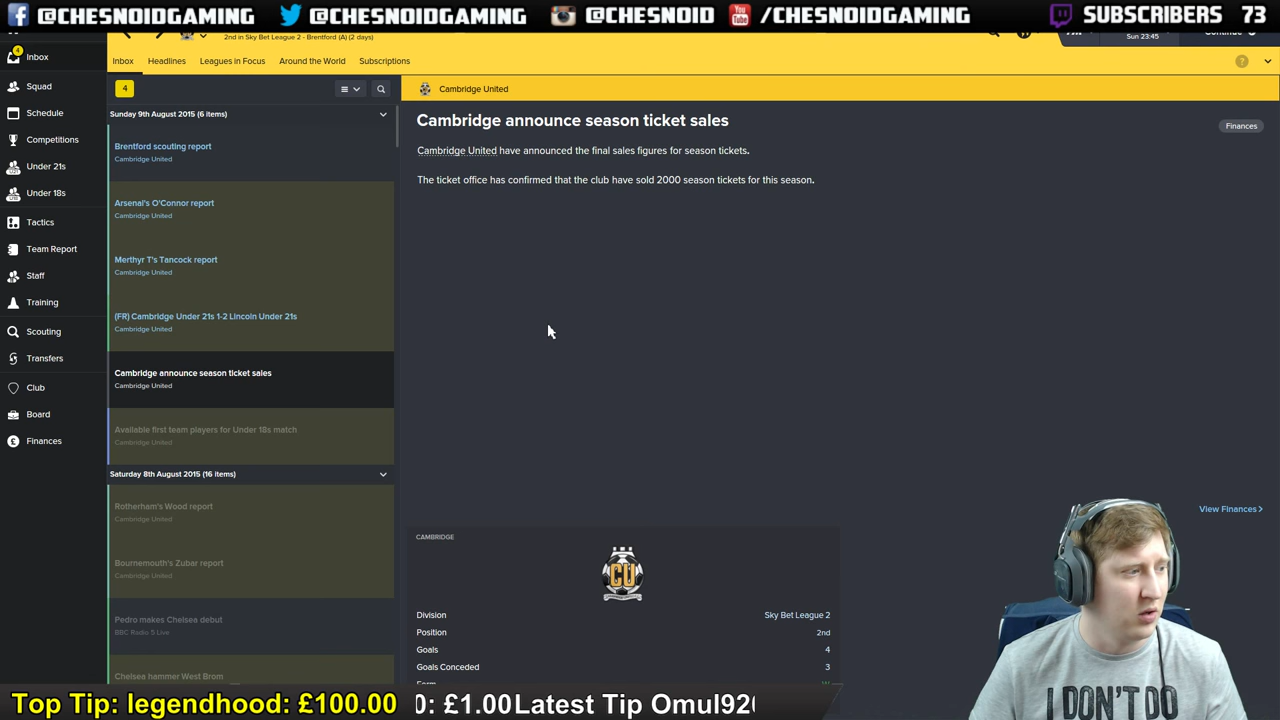 @CHESNOIDGAMING @CHESNOIDGAMING @CHESNOID /CHESNOIDGAMING SUBSCRIBERS 73
2nd in Sky Bet League 2 - Brentford (A) (2 days)
Sun 23:45
Continue
4
Inbox
Squad
Schedule
Competitions
Under 21s
Under 18s
Tactics
Team Report
Staff
Training
Scouting
Transfers
Club
Board
Finances
Inbox Headlines Leagues in Focus Around the World Subscriptions
4
Sunday 9th August 2015 (6 items)
Brentford scouting report
Cambridge United
Arsenal's O'Connor report
Cambridge United
Merthyr T's Tancock report
Cambridge United
(FR) Cambridge Under 21s 1-2 Lincoln Under 21s
Cambridge United
Cambridge announce season ticket sales
Cambridge United
Available first team players for Under 18s match
Cambridge United
Saturday 8th August 2015 (16 items)
Rotherham's Wood report
Cambridge United
Bournemouth's Zubar report
Cambridge United
Pedro makes Chelsea debut
BBC Radio 5 Live
Chelsea hammer West Brom
Cambridge United
Cambridge announce season ticket sales
Finances
Cambridge United have announced the final sales figures for season tickets.
The ticket office has confirmed that the club have sold 2000 season tickets for this season.
View Finances
CAMBRIDGE
CU
Division Sky Bet League 2
Position 2nd
Goals 4
Goals Conceded 3
I DON'T DO
Top Tip: legendhood: £100.00 0: £1.00Latest Tip Omul920